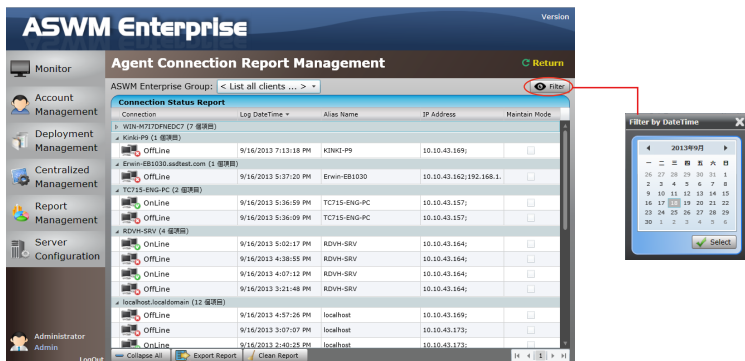 ASWM Enterprise
Version
Monitor
Account
Management
Deployment
Management
Centralized
Management
Report
Management
Server
Configuration
Administrator
Admin
LogOut
Agent Connection Report Management
Return
ASWM Enterprise Group: < List all clients ... >
Filter
Connection Status Report
Connection Log DateTime Alias Name IP Address Maintain Mode
WIN-M7I7DFNEDC7 (7 個項目)
Kinki-P9 (1 個項目)
OffLine 9/16/2013 7:13:18 PM KINKI-P9 10.10.43.169;
Erwin-EB1030.ssdtest.com (1 個項目)
OffLine 9/16/2013 5:37:20 PM Erwin-EB1030 10.10.43.162;192.168.1.
TC715-ENG-PC (2 個項目)
OnLine 9/16/2013 5:36:59 PM TC715-ENG-PC 10.10.43.157;
OffLine 9/16/2013 5:36:09 PM TC715-ENG-PC 10.10.43.157;
RDVH-SRV (4 個項目)
OnLine 9/16/2013 5:02:17 PM RDVH-SRV 10.10.43.164;
OffLine 9/16/2013 4:38:55 PM RDVH-SRV 10.10.43.164;
OnLine 9/16/2013 4:07:12 PM RDVH-SRV 10.10.43.164;
OnLine 9/16/2013 3:21:48 PM RDVH-SRV 10.10.43.164;
localhost.localdomain (12 個項目)
OffLine 9/16/2013 4:57:26 PM localhost 10.10.43.169;
OffLine 9/16/2013 3:07:07 PM localhost 10.10.43.173;
OnLine 9/16/2013 2:40:25 PM localhost 10.10.43.173;
Collapse All Export Report Clean Report 1
Filter by DateTime X
2013年9月
一 二 三 四 五 六 日
26 27 28 29 30 31 1
2 3 4 5 6 7 8
9 10 11 12 13 14 15
16 17 18 19 20 21 22
23 24 25 26 27 28 29
30 1 2 3 4 5 6
Select